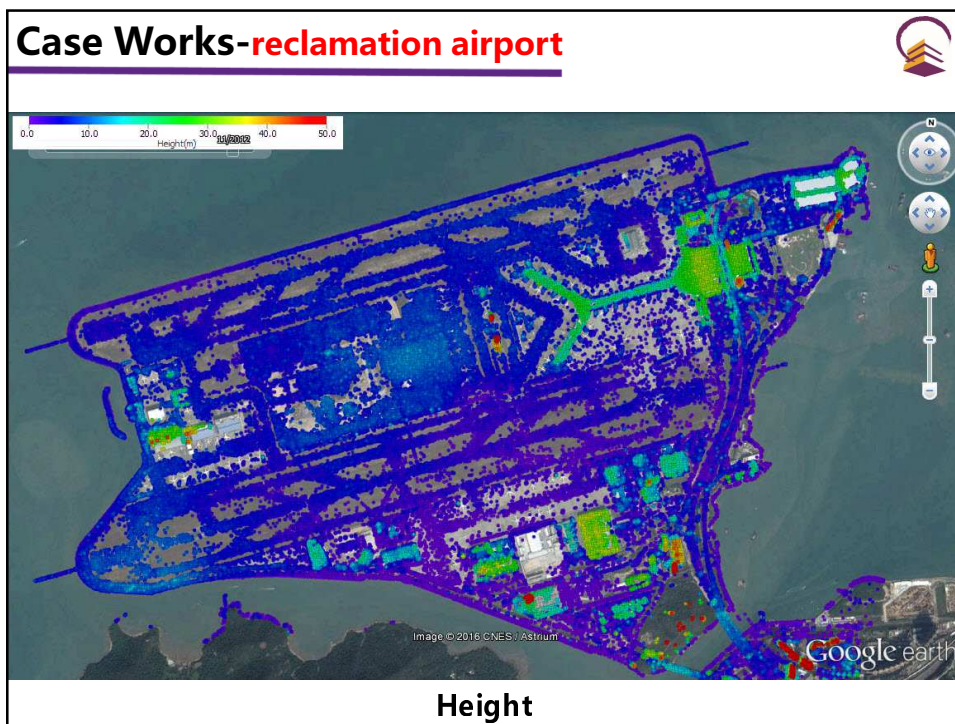 Case Works-reclamation airport
0.0 10.0 20.0 30.0 40.0 50.0
Height(m)
11/2012
N
Image © 2016 CNES / Astrium
Google earth
Height